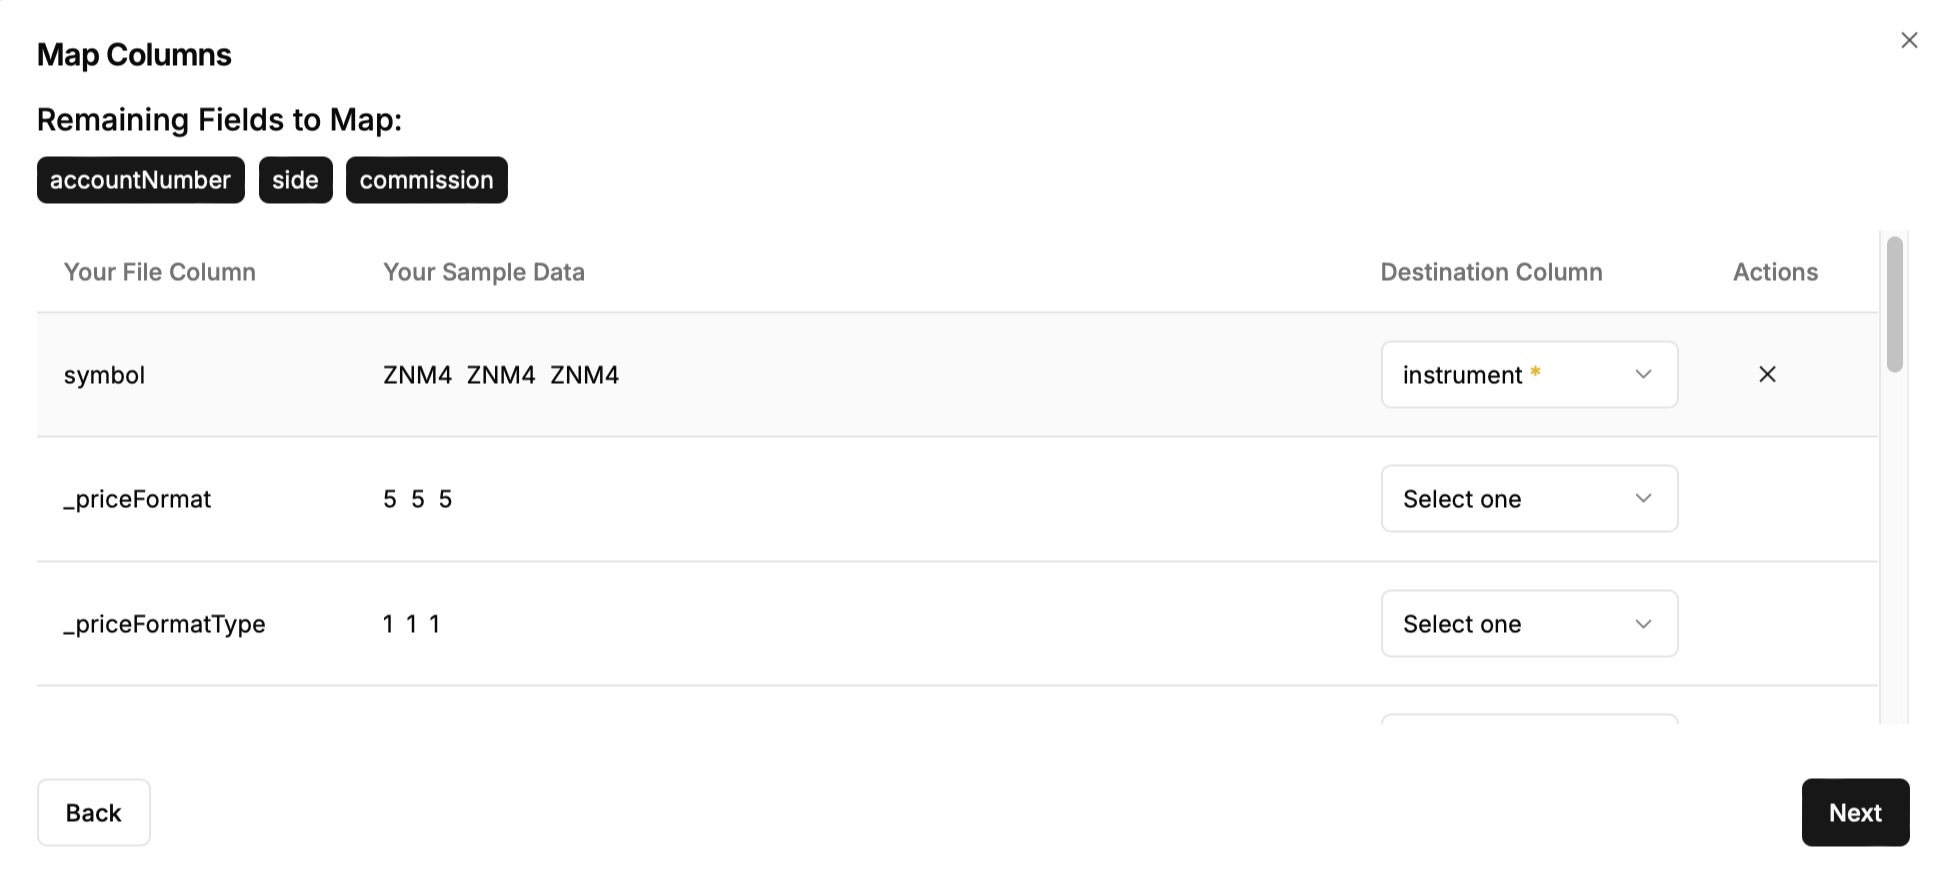 Map Columns
Remaining Fields to Map:
accountNumber side commission
Your File Column Your Sample Data Destination Column Actions
symbol ZNM4 ZNM4 ZNM4 instrument *
_priceFormat 5 5 5 Select one
_priceFormatType 1 1 1 Select one
Back Next